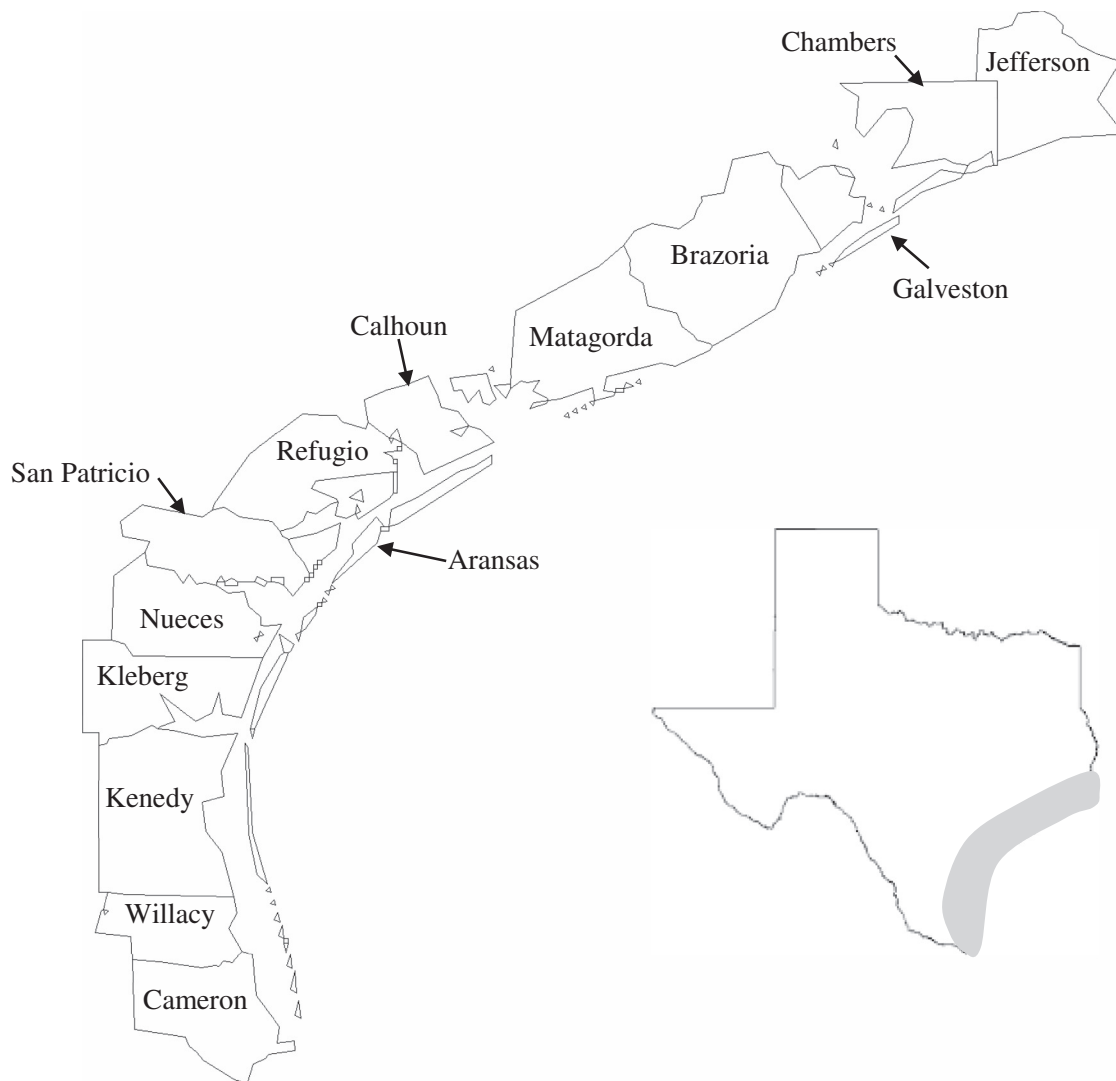 Chambers
Jefferson
Brazoria
Galveston
Calhoun
Matagorda
Refugio
San Patricio
Aransas
Nueces
Kleberg
Kenedy
Willacy
Cameron